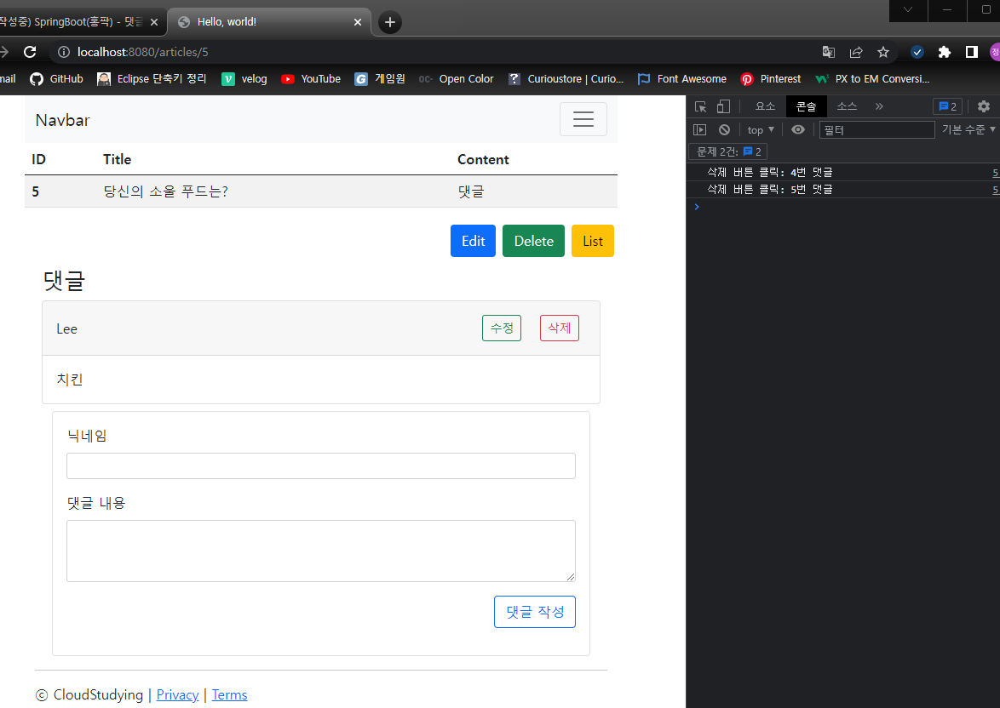 작성중) SpringBoot(홍팍) - 댓글
Hello, world!
localhost:8080/articles/5
mail GitHub Eclipse 단축키 정리 velog YouTube 게임원 Open Color Curioustore | Curio... Font Awesome Pinterest PX to EM Conversi...
Navbar
ID Title Content
5 당신의 소울 푸드는? 댓글
Edit Delete List
댓글
Lee 수정 삭제
치킨
닉네임
댓글 내용
댓글 작성
© CloudStudying | Privacy | Terms
요소 콘솔 소스 » 2
top ▼ 필터 기본 수준 ▼
문제 2건: 2
삭제 버튼 클릭: 4번 댓글 5
삭제 버튼 클릭: 5번 댓글 5